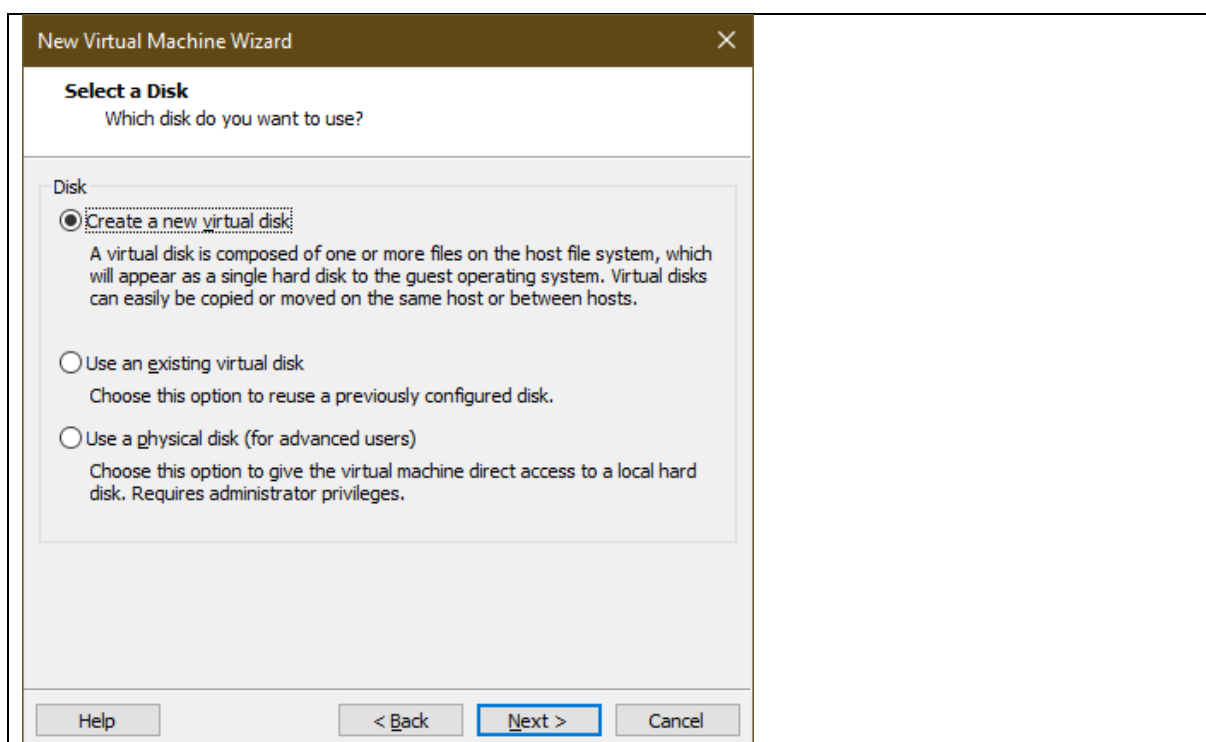 New Virtual Machine Wizard
Select a Disk
Which disk do you want to use?
Disk
Create a new virtual disk
A virtual disk is composed of one or more files on the host file system, which
will appear as a single hard disk to the guest operating system. Virtual disks
can easily be copied or moved on the same host or between hosts.
Use an existing virtual disk
Choose this option to reuse a previously configured disk.
Use a physical disk (for advanced users)
Choose this option to give the virtual machine direct access to a local hard
disk. Requires administrator privileges.
Help < Back Next > Cancel